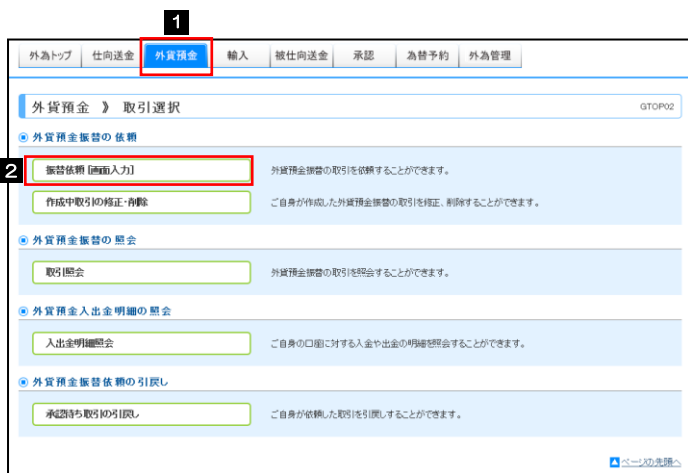 1
外為トップ 仕向送金 外貨預金 輸入 被仕向送金 承認 為替予約 外為管理
外貨預金 》 取引選択 GTOP02
外貨預金振替の依頼
2
振替依頼［画面入力］ 外貨預金振替の取引を依頼することができます。
作成中取引の修正・削除 ご自身が作成した外貨預金振替の取引を修正、削除することができます。
外貨預金振替の照会
取引照会 外貨預金振替の取引を照会することができます。
外貨預金入出金明細の照会
入出金明細照会 ご自身の口座に対する入金や出金の明細を照会することができます。
外貨預金振替依頼の引戻し
承認待ち取引の引戻し ご自身が依頼した取引を引戻しすることができます。
ページの先頭へ